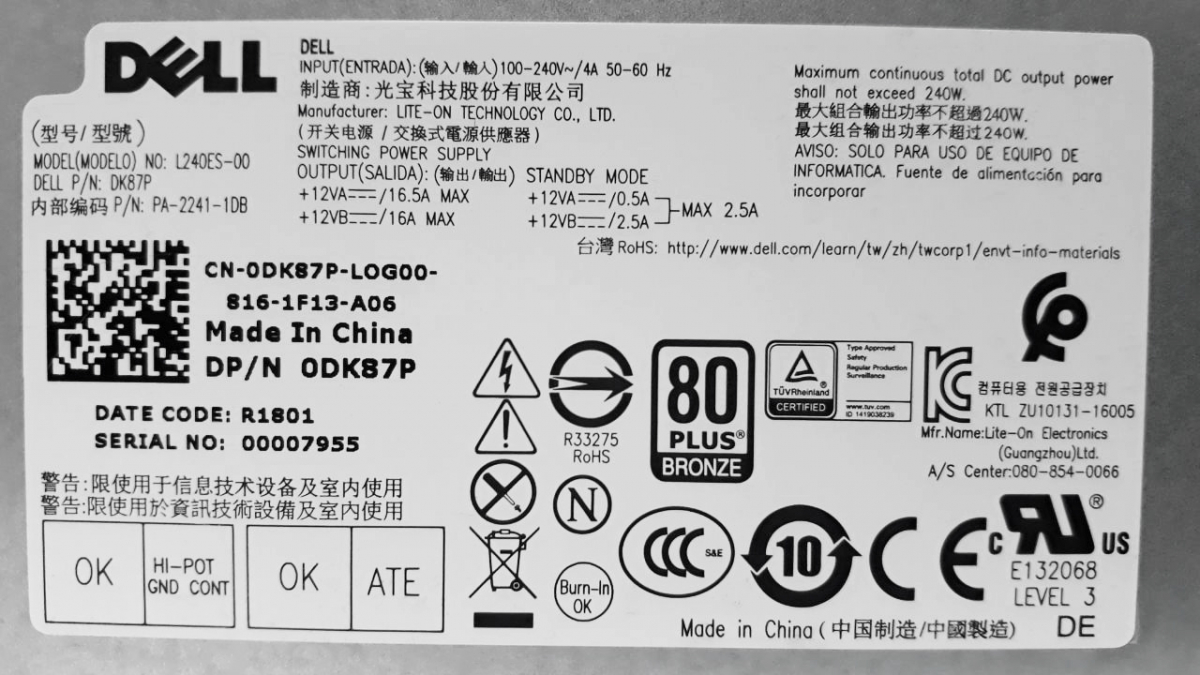 DELL
DELL
INPUT(ENTRADA):(输入/輸入)100-240V~/4A 50-60 Hz
制造商:光宝科技股份有限公司
Manufacturer: LITE-ON TECHNOLOGY CO., LTD.
(开关电源 / 交換式電源供應器)
SWITCHING POWER SUPPLY
OUTPUT(SALIDA): (输出/輸出) STANDBY MODE
+12VA⎓/16.5A MAX +12VA⎓/0.5A
+12VB⎓/16A MAX +12VB⎓/2.5A
MAX 2.5A
Maximum continuous total DC output power
shall not exceed 240W.
最大組合輸出功率不超過240W.
最大组合输出功率不超过240W.
AVISO: SOLO PARA USO DE EQUIPO DE
INFORMATICA. Fuente de alimentación para
incorporar
(型号/型號)
MODEL(MODELO) NO: L240ES-00
DELL P/N: DK87P
内部编码 P/N: PA-2241-1DB
台灣 RoHS: http://www.dell.com/learn/tw/zh/twcorp1/envt-info-materials
CN-0DK87P-LOG00-
816-1F13-A06
Made In China
DP/N 0DK87P
DATE CODE: R1801
SERIAL NO: 00007955
警告:限使用于信息技术设备及室内使用
警告:限使用於資訊技術設備及室内使用
OK
HI-POT
GND CONT
OK
ATE
R33275
RoHS
N
Burn-In
OK
80
PLUS®
BRONZE
TÜVRheinland®
CERTIFIED
Type Approved
Safety
Regular Production
Surveillance
www.tuv.com
ID 1419038239
컴퓨터용 전원공급장치
KTL ZU10131-16005
Mfr.Name:Lite-On Electronics
(Guangzhou)Ltd.
A/S Center:080-854-0066
CCC S&E
10
CE
c RU® US
E132068
LEVEL 3
Made in China (中国制造/中國製造) DE